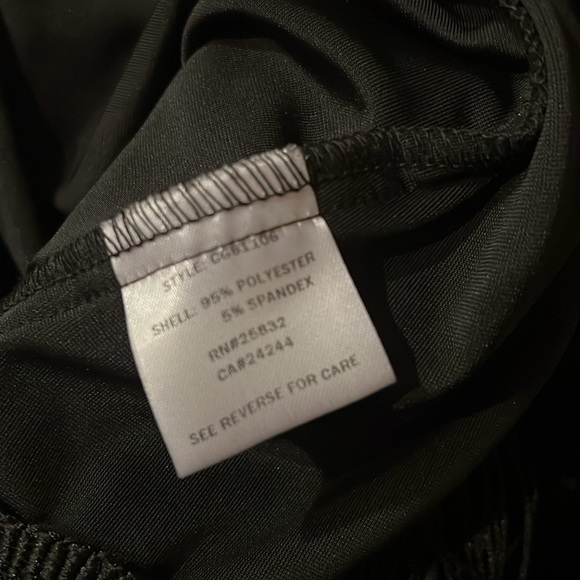 STYLE: CG61106
SHELL: 95% POLYESTER
5% SPANDEX
RN#25832
CA#24244
SEE REVERSE FOR CARE